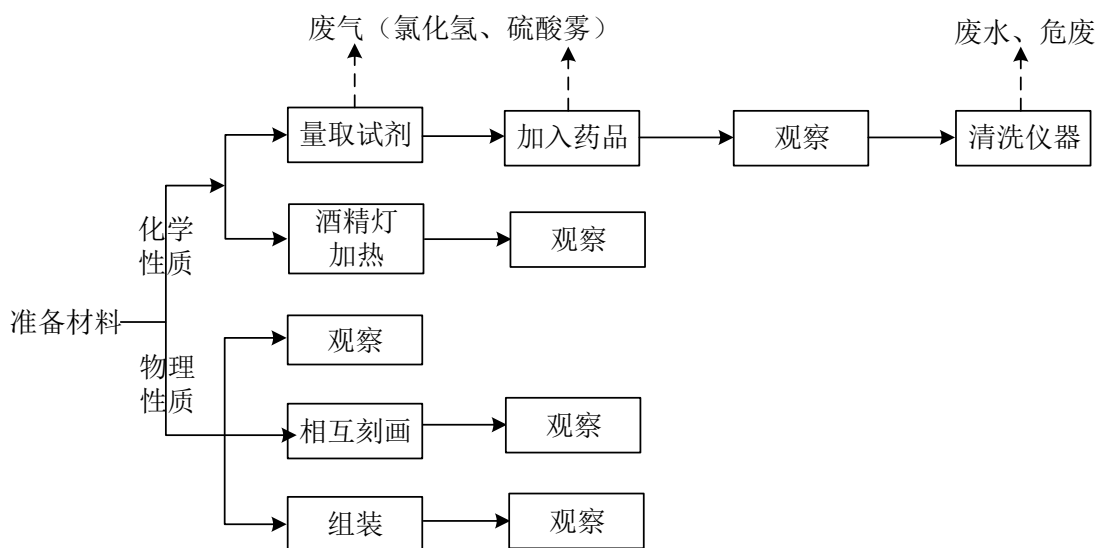 废气（氯化氢、硫酸雾）
废水、危废
量取试剂
加入药品
观察
清洗仪器
化学
性质
酒精灯
加热
观察
准备材料
物理
性质
观察
相互刻画
观察
组装
观察